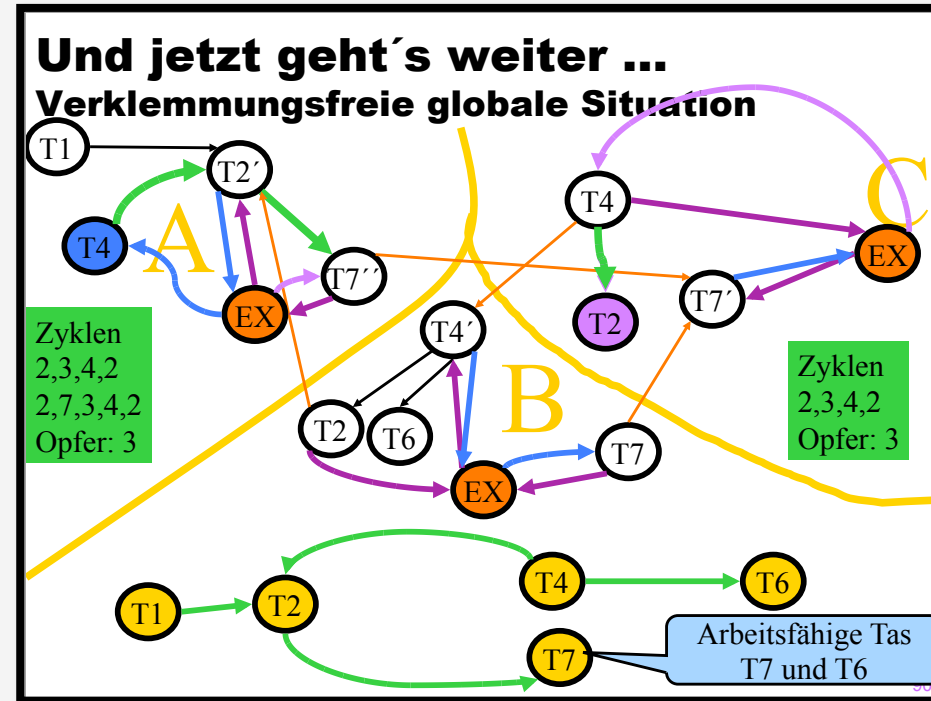 Und jetzt geht´s weiter ...
Verklemmungsfreie globale Situation
T1
T2´
T4
A
T7´´
EX
Zyklen
2,3,4,2
2,7,3,4,2
Opfer: 3
T4
C
EX
T7´
T2
Zyklen
2,3,4,2
Opfer: 3
T4´
B
T2
T6
T7
EX
T1
T2
T4
T6
T7
Arbeitsfähige Tas
T7 und T6